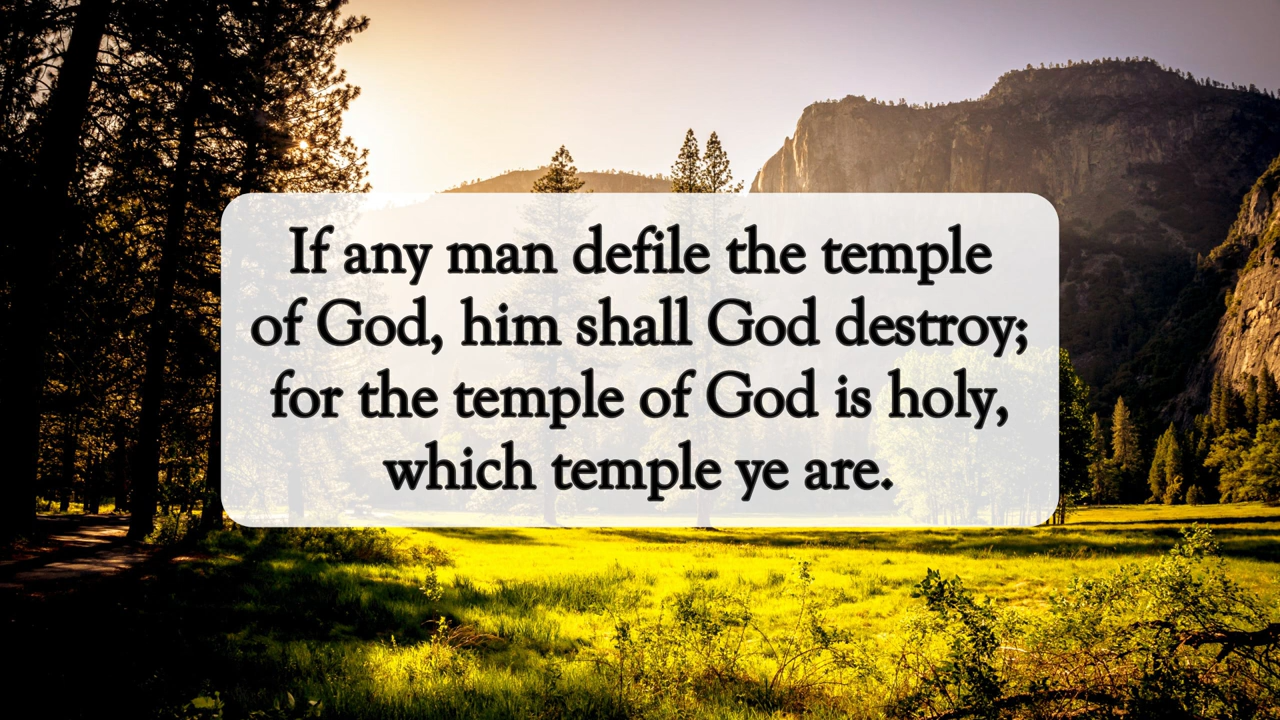 If any man defile the temple
of God, him shall God destroy;
for the temple of God is holy,
which temple ye are.